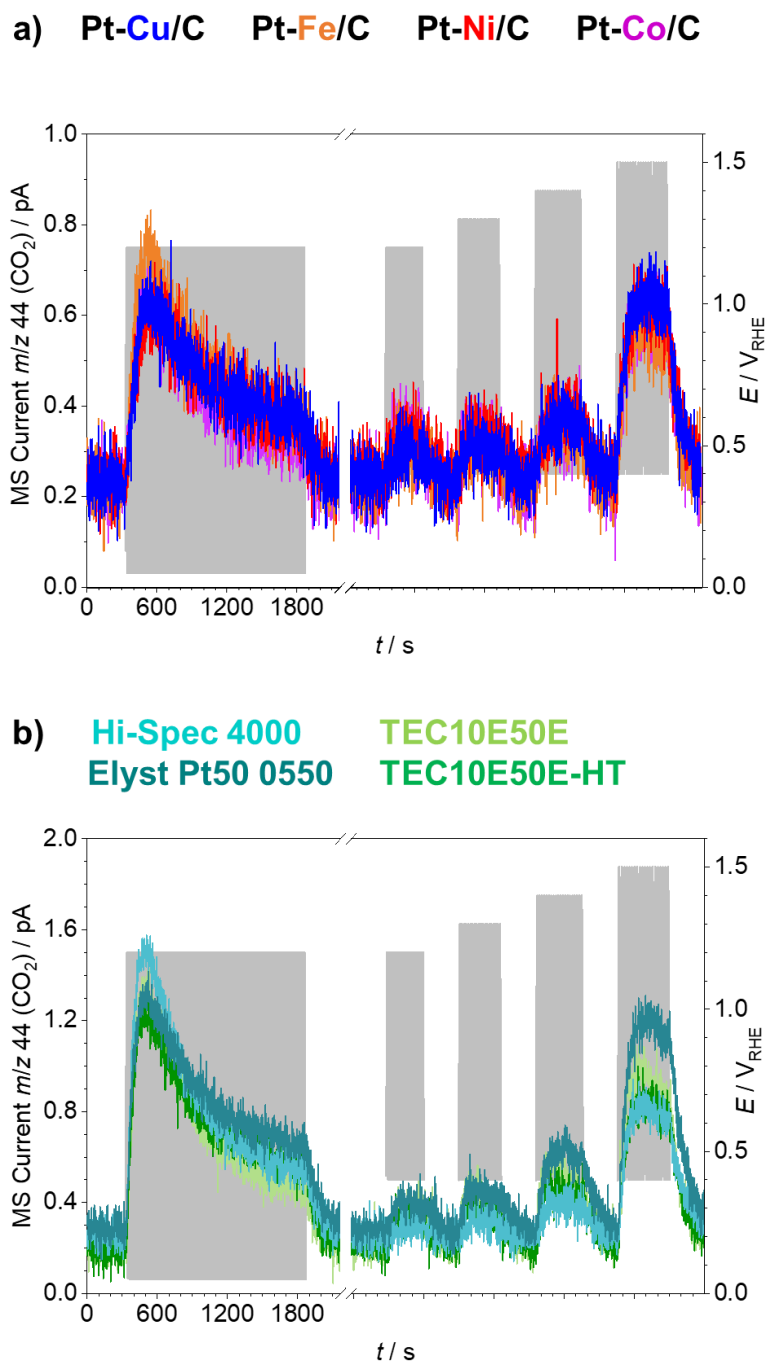 a) Pt-Cu/C Pt-Fe/C Pt-Ni/C Pt-Co/C
MS Current m/z 44 (CO₂) / pA
1.0
0.8
0.6
0.4
0.2
0.0
1.5
1.0
0.5
0.0
E / V_RHE
0 600 1200 1800
t / s
b) Hi-Spec 4000 TEC10E50E
Elyst Pt50 0550 TEC10E50E-HT
MS Current m/z 44 (CO₂) / pA
2.0
1.6
1.2
0.8
0.4
0.0
1.5
1.0
0.5
0.0
E / V_RHE
0 600 1200 1800
t / s